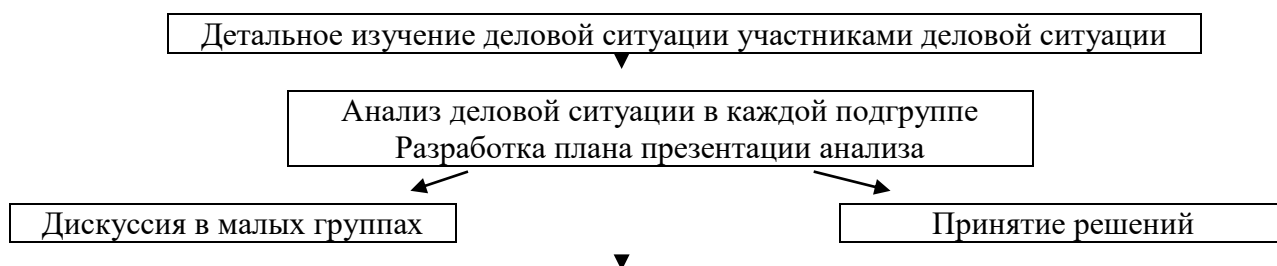 Детальное изучение деловой ситуации участниками деловой ситуации
Анализ деловой ситуации в каждой подгруппе
Разработка плана презентации анализа
Дискуссия в малых группах
Принятие решений